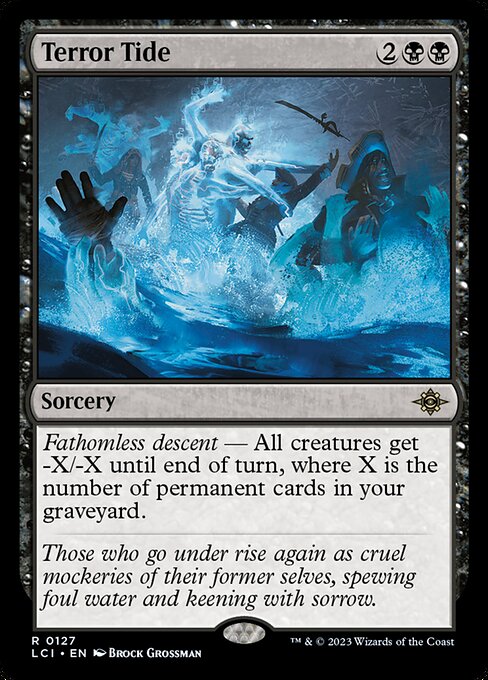 Terror Tide 2
Sorcery
Fathomless descent — All creatures get
-X/-X until end of turn, where X is the
number of permanent cards in your
graveyard.
Those who go under rise again as cruel
mockeries of their former selves, spewing
foul water and keening with sorrow.
R 0127
LCI • EN Brock Grossman
™ & © 2023 Wizards of the Coast